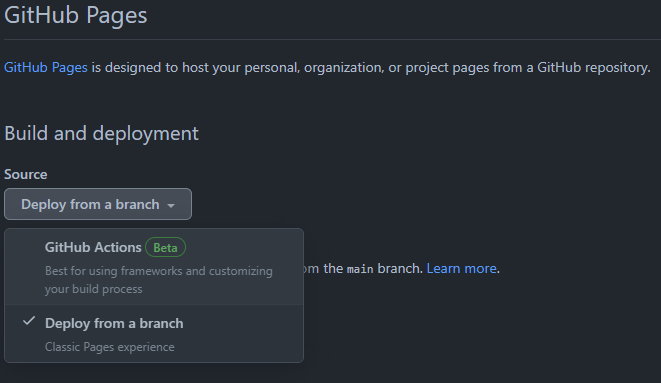 GitHub Pages
GitHub Pages is designed to host your personal, organization, or project pages from a GitHub repository.
Build and deployment
Source
Deploy from a branch
GitHub Actions Beta
Best for using frameworks and customizing
your build process
the main branch. Learn more.
Deploy from a branch
Classic Pages experience